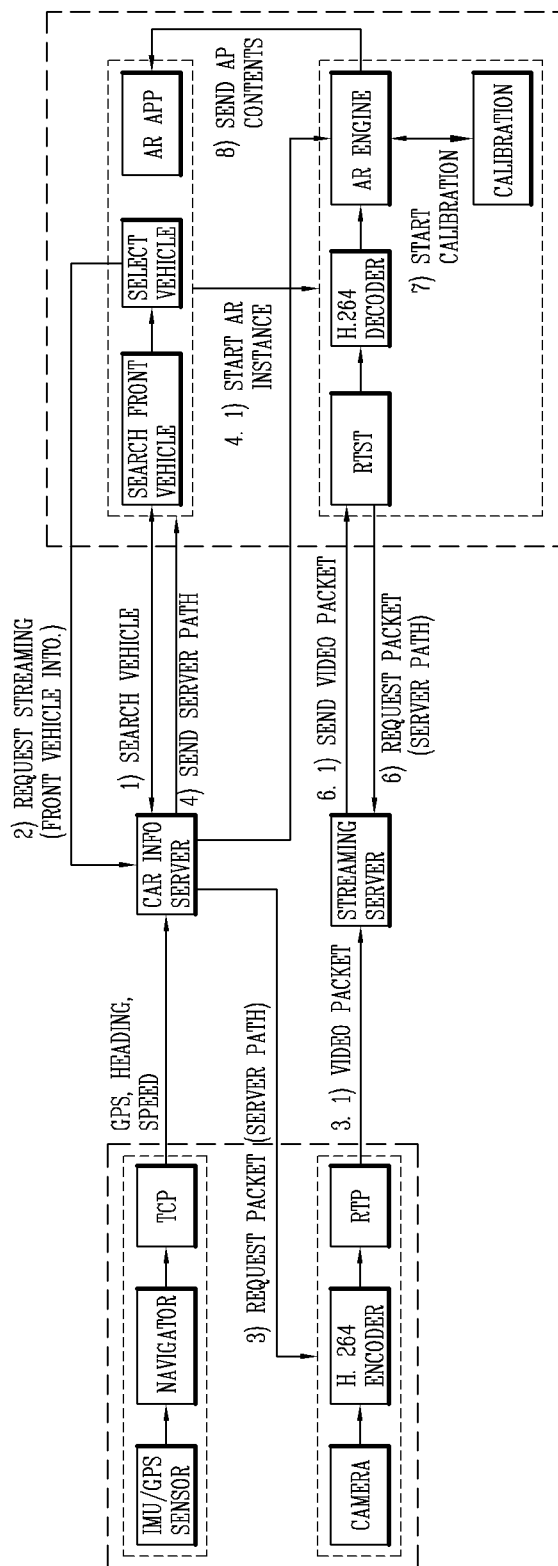 2) REQUEST STREAMING
(FRONT VEHICLE INTO.)
IMU/GPS
SENSOR
NAVIGATOR
TCP
GPS, HEADING,
SPEED
CAR INFO
SERVER
1) SEARCH VEHICLE
4) SEND SERVER PATH
SEARCH FRONT
VEHICLE
SELECT
VEHICLE
AR APP
3) REQUEST PACKET (SERVER PATH)
4. 1) START AR
INSTANCE
8) SEND AP
CONTENTS
CAMERA
H. 264
ENCODER
RTP
3. 1) VIDEO PACKET
STREAMING
SERVER
6. 1) SEND VIDEO PACKET
6) REQUEST PACKET
(SERVER PATH)
RTST
H.264
DECODER
AR ENGINE
7) START
CALIBRATION
CALIBRATION